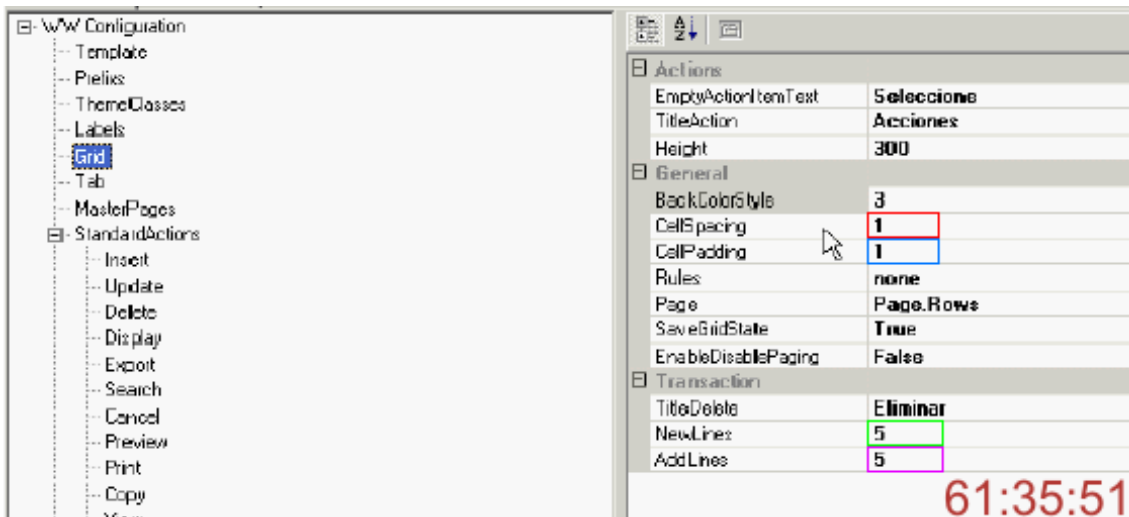 WW Configuration
Template
Prefixs
ThemeClasses
Labels
Grid
Tab
MasterPages
StandardActions
Insert
Update
Delete
Display
Export
Search
Cancel
Preview
Print
Copy
Actions
EmptyActionItemText Seleccione
TitleAction Acciones
Height 300
General
BackColorStyle 3
CellSpacing 1
CellPadding 1
Rules none
Page Page.Rows
SaveGridState True
EnableDisablePaging False
Transaction
TitleDelete Eliminar
NewLines 5
AddLines 5
61:35:51